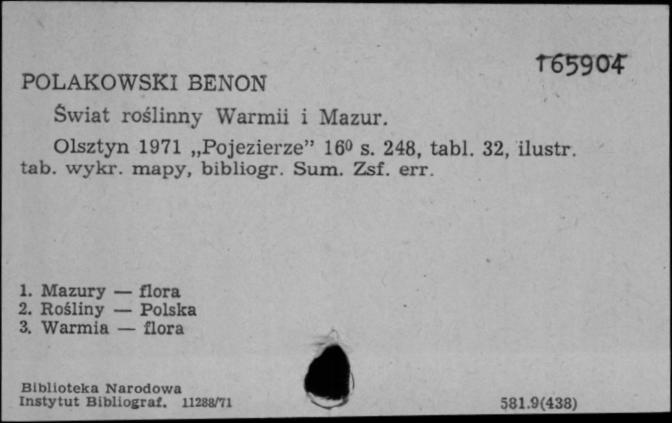 165904
POLAKOWSKI BENON
Świat roślinny Warmii i Mazur.
Olsztyn 1971 „Pojezierze” 16⁰ s. 248, tabl. 32, ilustr.
tab. wykr. mapy, bibliogr. Sum. Zsf. err.
1. Mazury — flora
2. Rośliny — Polska
3. Warmia — flora
Biblioteka Narodowa
Instytut Bibliograf. 11288/71
581.9(438)